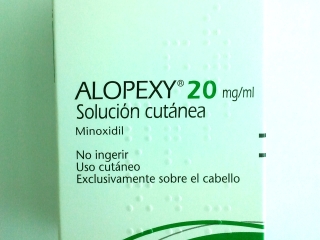 ALOPEXY® 20 mg/ml
Solución cutánea
Minoxidil
No ingerir
Uso cutáneo
Exclusivamente sobre el cabello